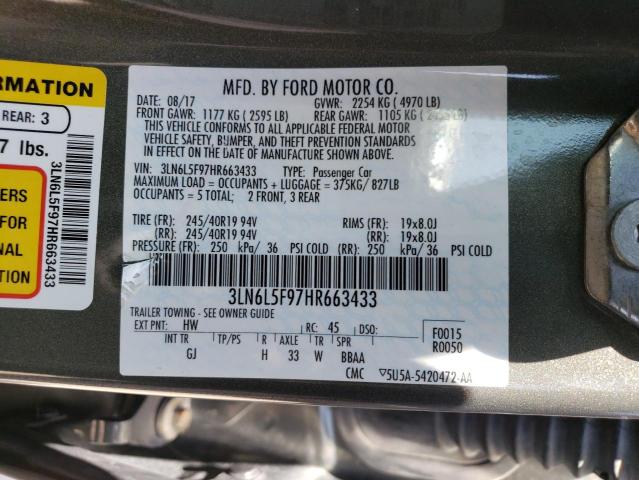 ORMATION
REAR: 3
7 lbs.
ERS
FOR
NAL
ION
3LN6L5F97HR663433
MFD. BY FORD MOTOR CO.
DATE: 08/17 GVWR: 2254 KG ( 4970 LB)
FRONT GAWR: 1177 KG ( 2595 LB) REAR GAWR: 1105 KG ( LB)
THIS VEHICLE CONFORMS TO ALL APPLICABLE FEDERAL MOTOR
VEHICLE SAFETY, BUMPER, AND THEFT PREVENTION STANDARDS
IN EFFECT ON THE DATE OF MANUFACTURE SHOWN ABOVE.
VIN: 3LN6L5F97HR663433 TYPE: Passenger Car
MAXIMUM LOAD = OCCUPANTS + LUGGAGE = 375KG/ 827LB
OCCUPANTS = 5 TOTAL; 2 FRONT, 3 REAR
TIRE (FR): 245/40R19 94V RIMS (FR): 19x8.0J
(RR): 245/40R19 94V (RR): 19x8.0J
PRESSURE (FR): 250 kPa/ 36 PSI COLD (RR): 250 kPa/ 36 PSI COLD
3LN6L5F97HR663433
TRAILER TOWING - SEE OWNER GUIDE
EXT PNT: HW RC: 45 DSO: F0015
INT TR TP/PS R AXLE TR SPR R0050
GJ H 33 W BBAA
CMC ▽5U5A-5420472-AA